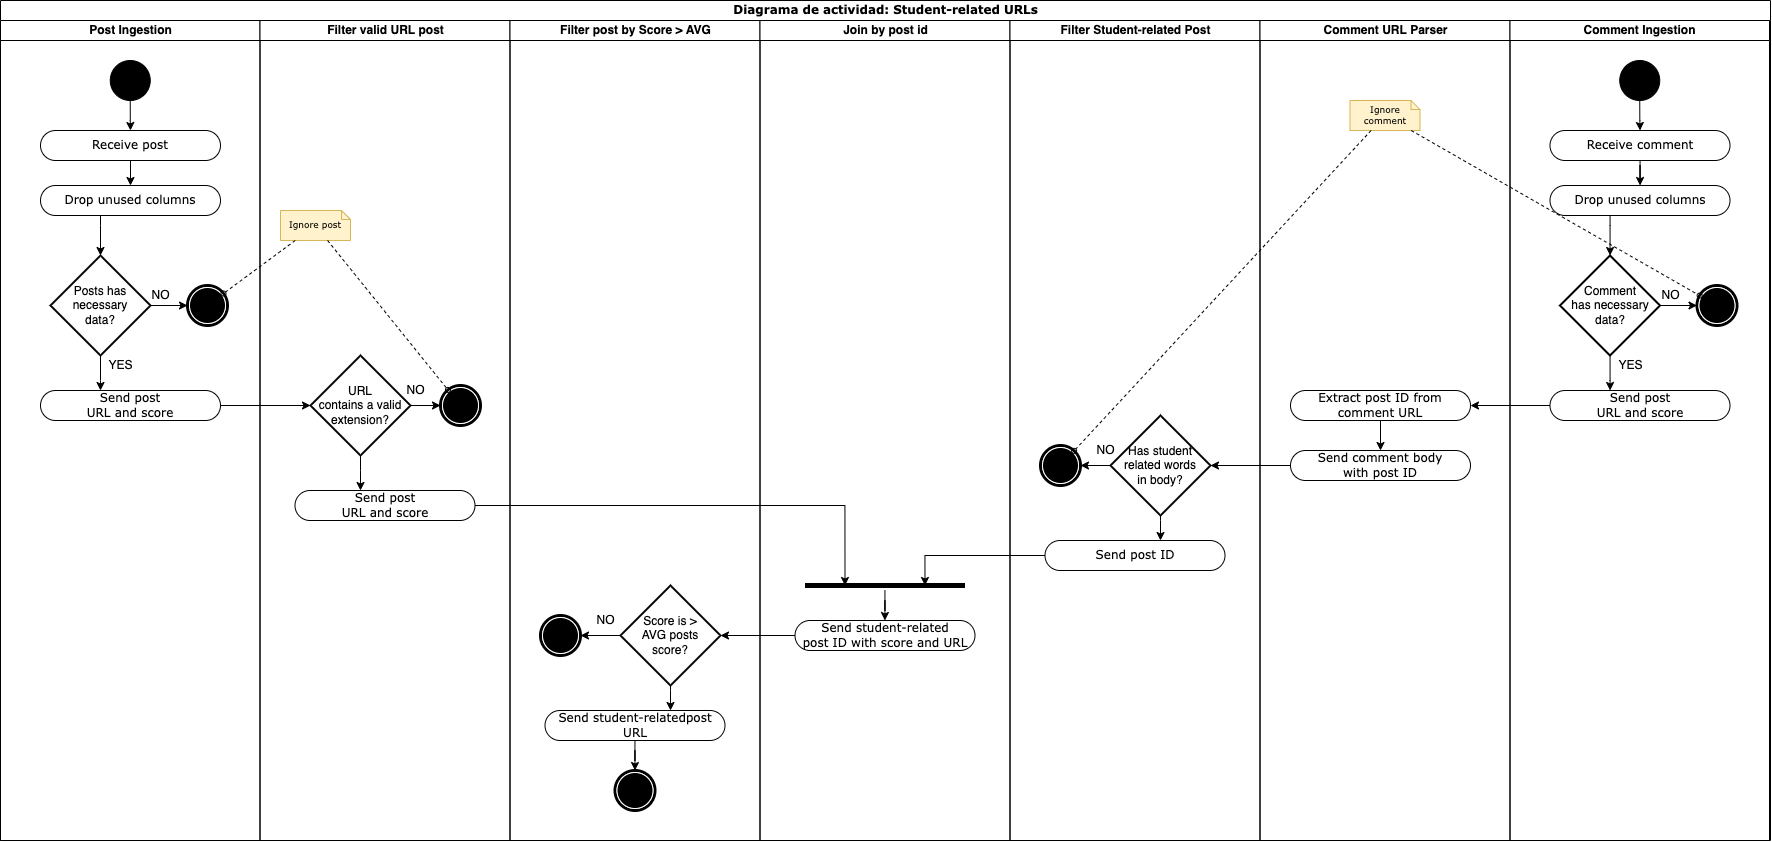 Diagrama de actividad: Student-related URLs
Post Ingestion
Filter valid URL post
Filter post by Score > AVG
Join by post id
Filter Student-related Post
Comment URL Parser
Comment Ingestion
Receive post
Drop unused columns
Posts has
necessary
data?
NO
YES
Send post
URL and score
Ignore post
URL
contains a valid
extension?
NO
Send post
URL and score
Score is >
AVG posts
score?
NO
Send student-relatedpost
URL
Send student-related
post ID with score and URL
Has student
related words
in body?
NO
Send post ID
Ignore
comment
Extract post ID from
comment URL
Send comment body
with post ID
Receive comment
Drop unused columns
Comment
has necessary
data?
NO
YES
Send post
URL and score